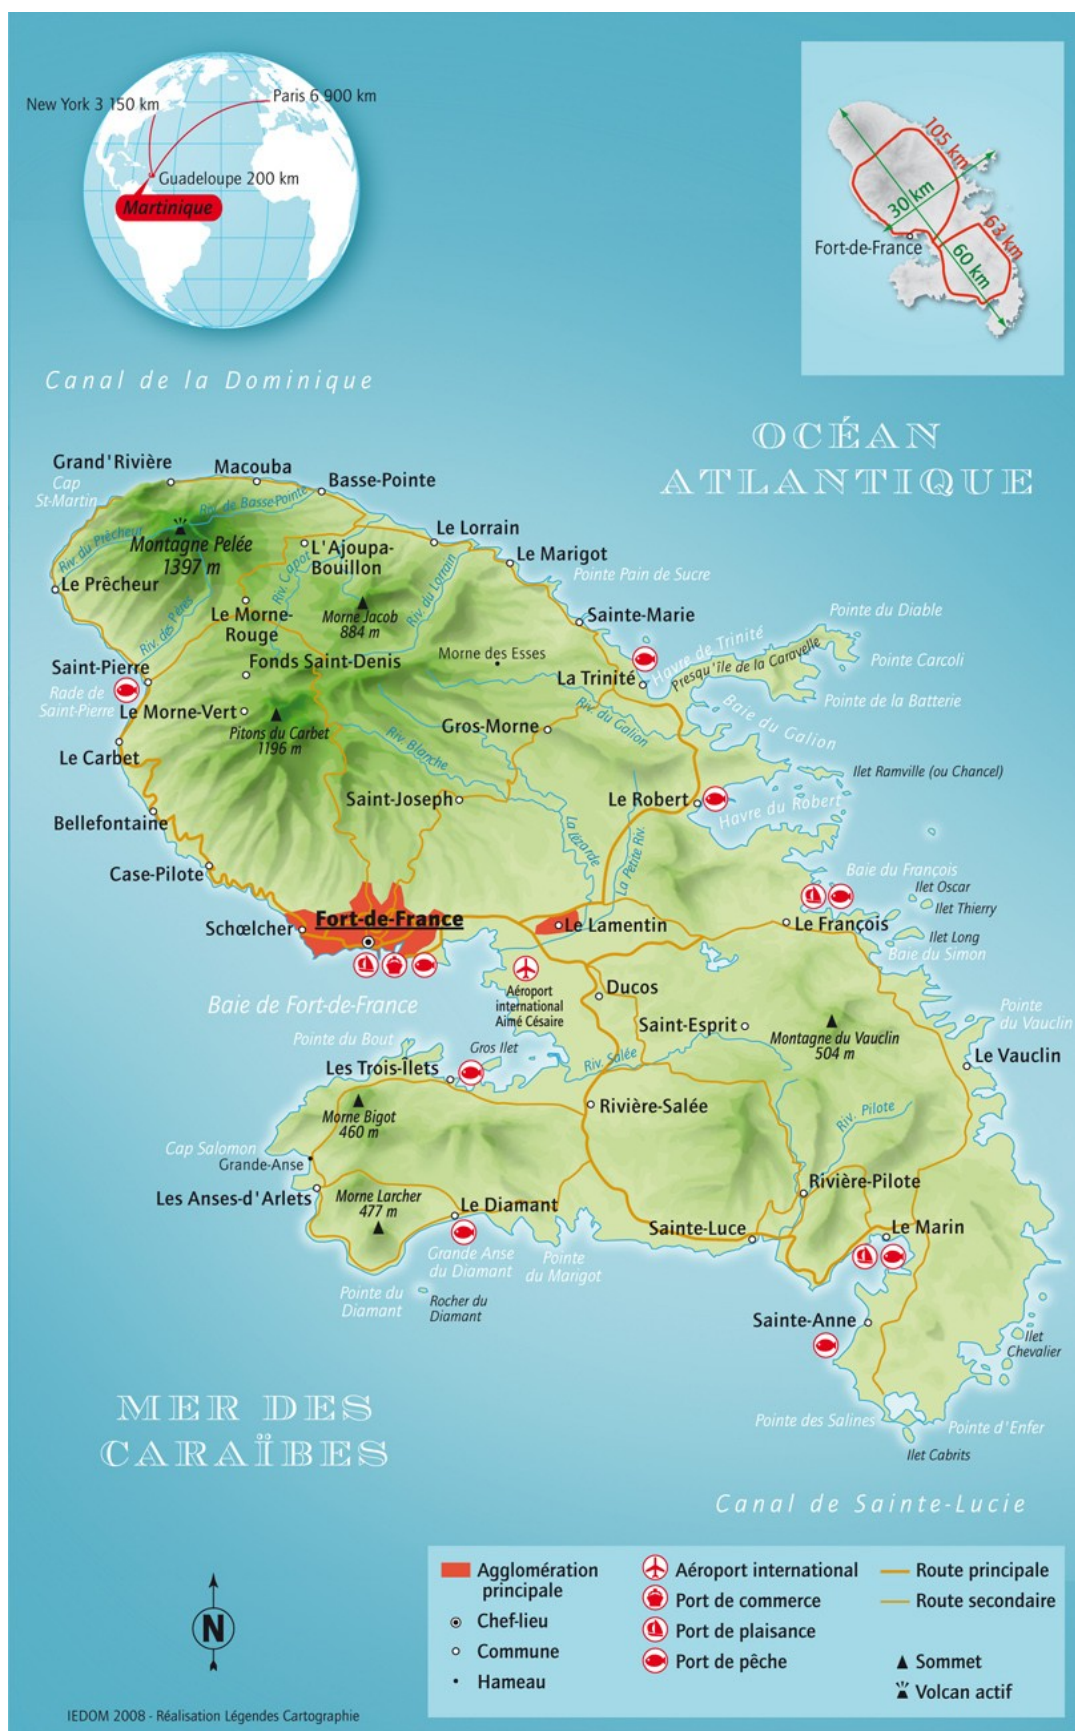 New York 3 150 km
Paris 6 900 km
Guadeloupe 200 km
Martinique
105 km
30 km
63 km
Fort-de-France
60 km
Canal de la Dominique
OCÉAN
ATLANTIQUE
Grand'Rivière
Macouba
Basse-Pointe
Cap
St-Martin
Riv. de Basse-Pointe
Riv. du Prêcheur
Montagne Pelée
1397 m
Le Lorrain
L'Ajoupa-
Bouillon
Le Marigot
Pointe Pain de Sucre
Le Prêcheur
Riv. Capot
Riv. du Lorrain
Riv. des Pères
Le Morne-
Rouge
Morne Jacob
884 m
Sainte-Marie
Pointe du Diable
Havre de Trinité
Presqu'île de la Caravelle
Pointe Carcoli
Saint-Pierre
Fonds Saint-Denis
Morne des Esses
La Trinité
Rade de
Saint-Pierre
Le Morne-Vert
Pointe de la Batterie
Baie du Galion
Riv. du Galion
Pitons du Carbet
1196 m
Gros-Morne
Riv. Blanche
Le Carbet
Ilet Ramville (ou Chancel)
Saint-Joseph
Le Robert
Havre du Robert
Bellefontaine
La Lézarde
La Petite Riv.
Case-Pilote
Baie du François
Ilet Oscar
Ilet Thierry
Schœlcher
Fort-de-France
Le Lamentin
Le François
Ilet Long
Baie du Simon
Aéroport
international
Aimé Césaire
Ducos
Baie de Fort-de-France
Pointe
du Vauclin
Saint-Esprit
Montagne du Vauclin
504 m
Pointe du Bout
Gros Ilet
Le Vauclin
Les Trois-Îlets
Riv. Salée
Rivière-Salée
Morne Bigot
460 m
Riv. Pilote
Cap Salomon
Grande-Anse
Les Anses-d'Arlets
Morne Larcher
477 m
Rivière-Pilote
Le Diamant
Sainte-Luce
Le Marin
Grande Anse
du Diamant
Pointe
du Marigot
Pointe du
Diamant
Rocher du
Diamant
Sainte-Anne
Ilet
Chevalier
MER DES
CARAÏBES
Pointe des Salines
Pointe d'Enfer
Ilet Cabrits
Canal de Sainte-Lucie
Agglomération
principale
Chef-lieu
Commune
Hameau
Aéroport international
Port de commerce
Port de plaisance
Port de pêche
Route principale
Route secondaire
Sommet
Volcan actif
N
IEDOM 2008 - Réalisation Légendes Cartographie